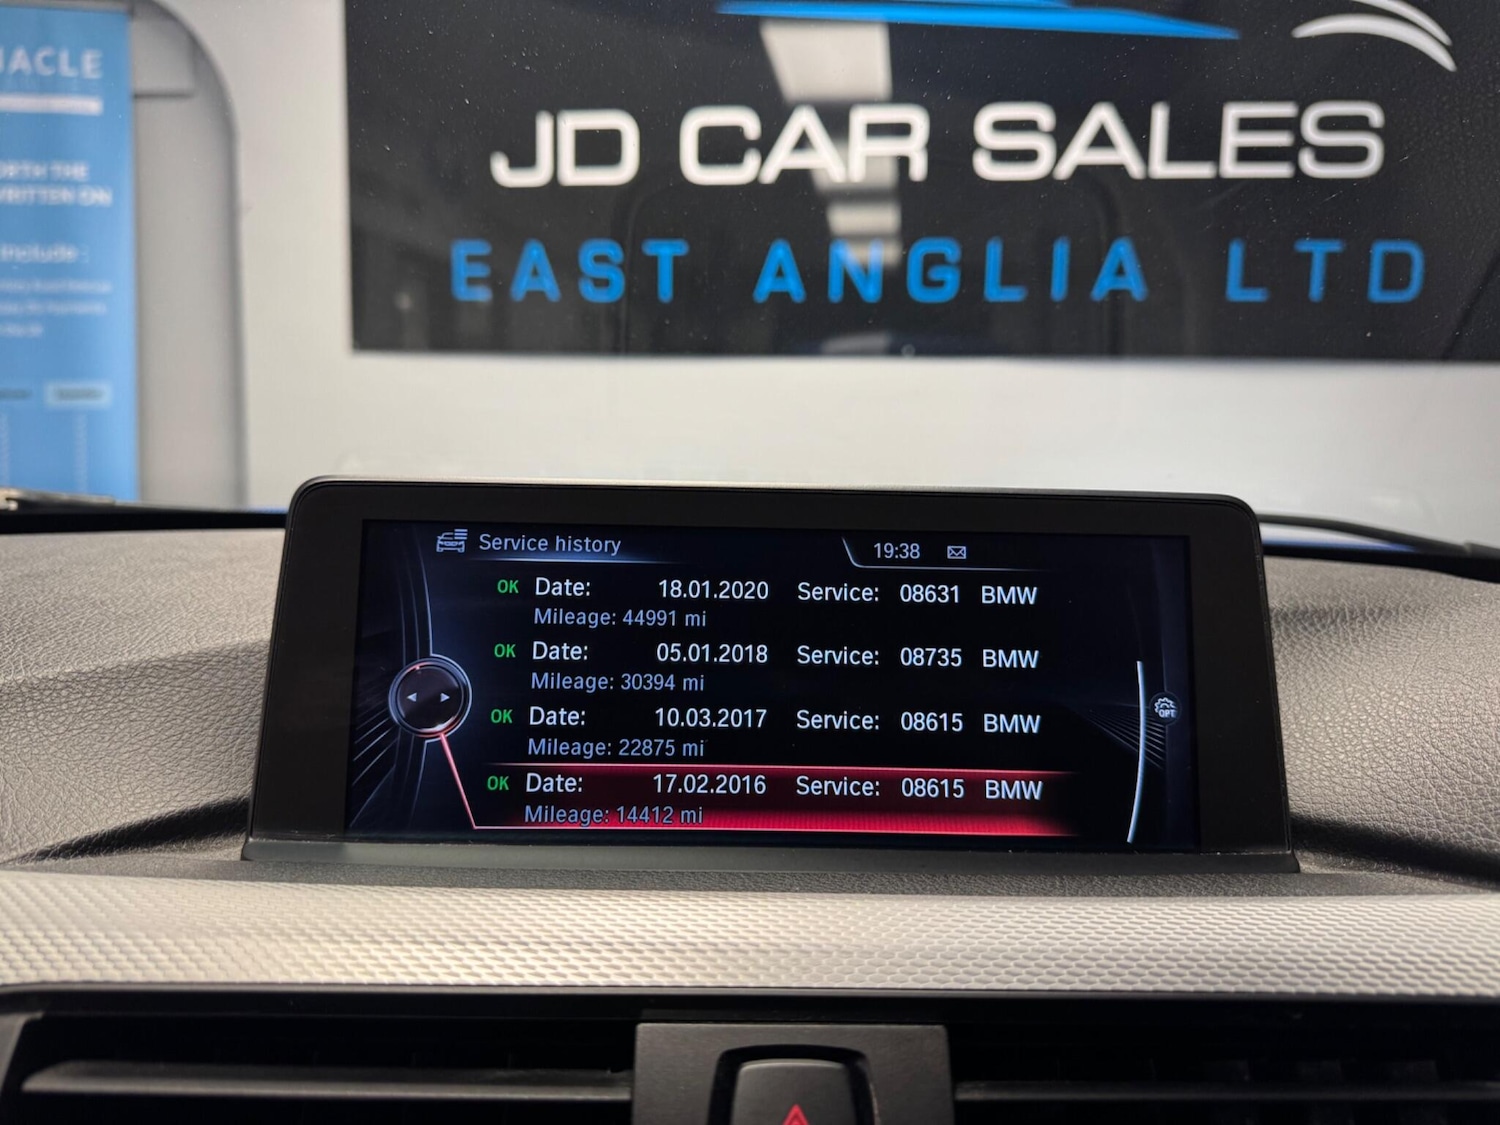 JD CAR SALES
EAST ANGLIA LTD
Service history 19:38
OK Date: 18.01.2020 Service: 08631 BMW
Mileage: 44991 mi
OK Date: 05.01.2018 Service: 08735 BMW
Mileage: 30394 mi
OK Date: 10.03.2017 Service: 08615 BMW
Mileage: 22875 mi
OK Date: 17.02.2016 Service: 08615 BMW
Mileage: 14412 mi
OPT